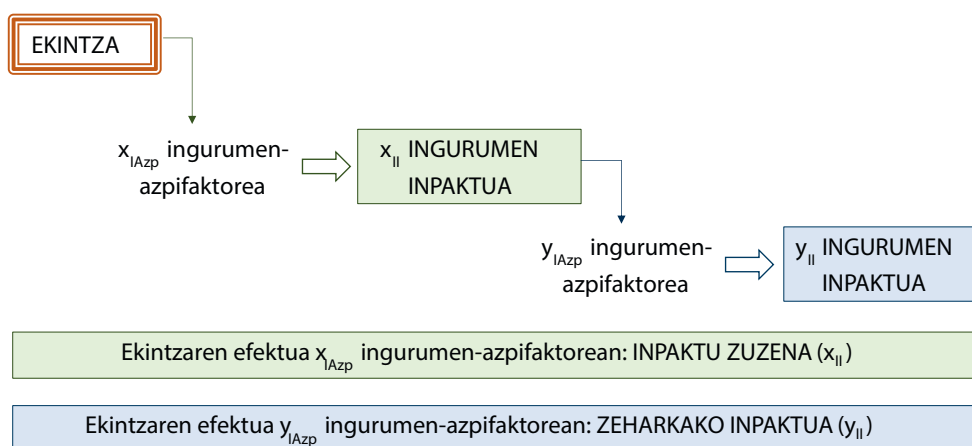 EKINTZA
x_IAzp ingurumen-
azpifaktorea
x_II INGURUMEN
INPAKTUA
y_IAzp ingurumen-
azpifaktorea
y_II INGURUMEN
INPAKTUA
Ekintzaren efektua x_IAzp ingurumen-azpifaktorean: INPAKTU ZUZENA (x_II)
Ekintzaren efektua y_IAzp ingurumen-azpifaktorean: ZEHARKAKO INPAKTUA (y_II)